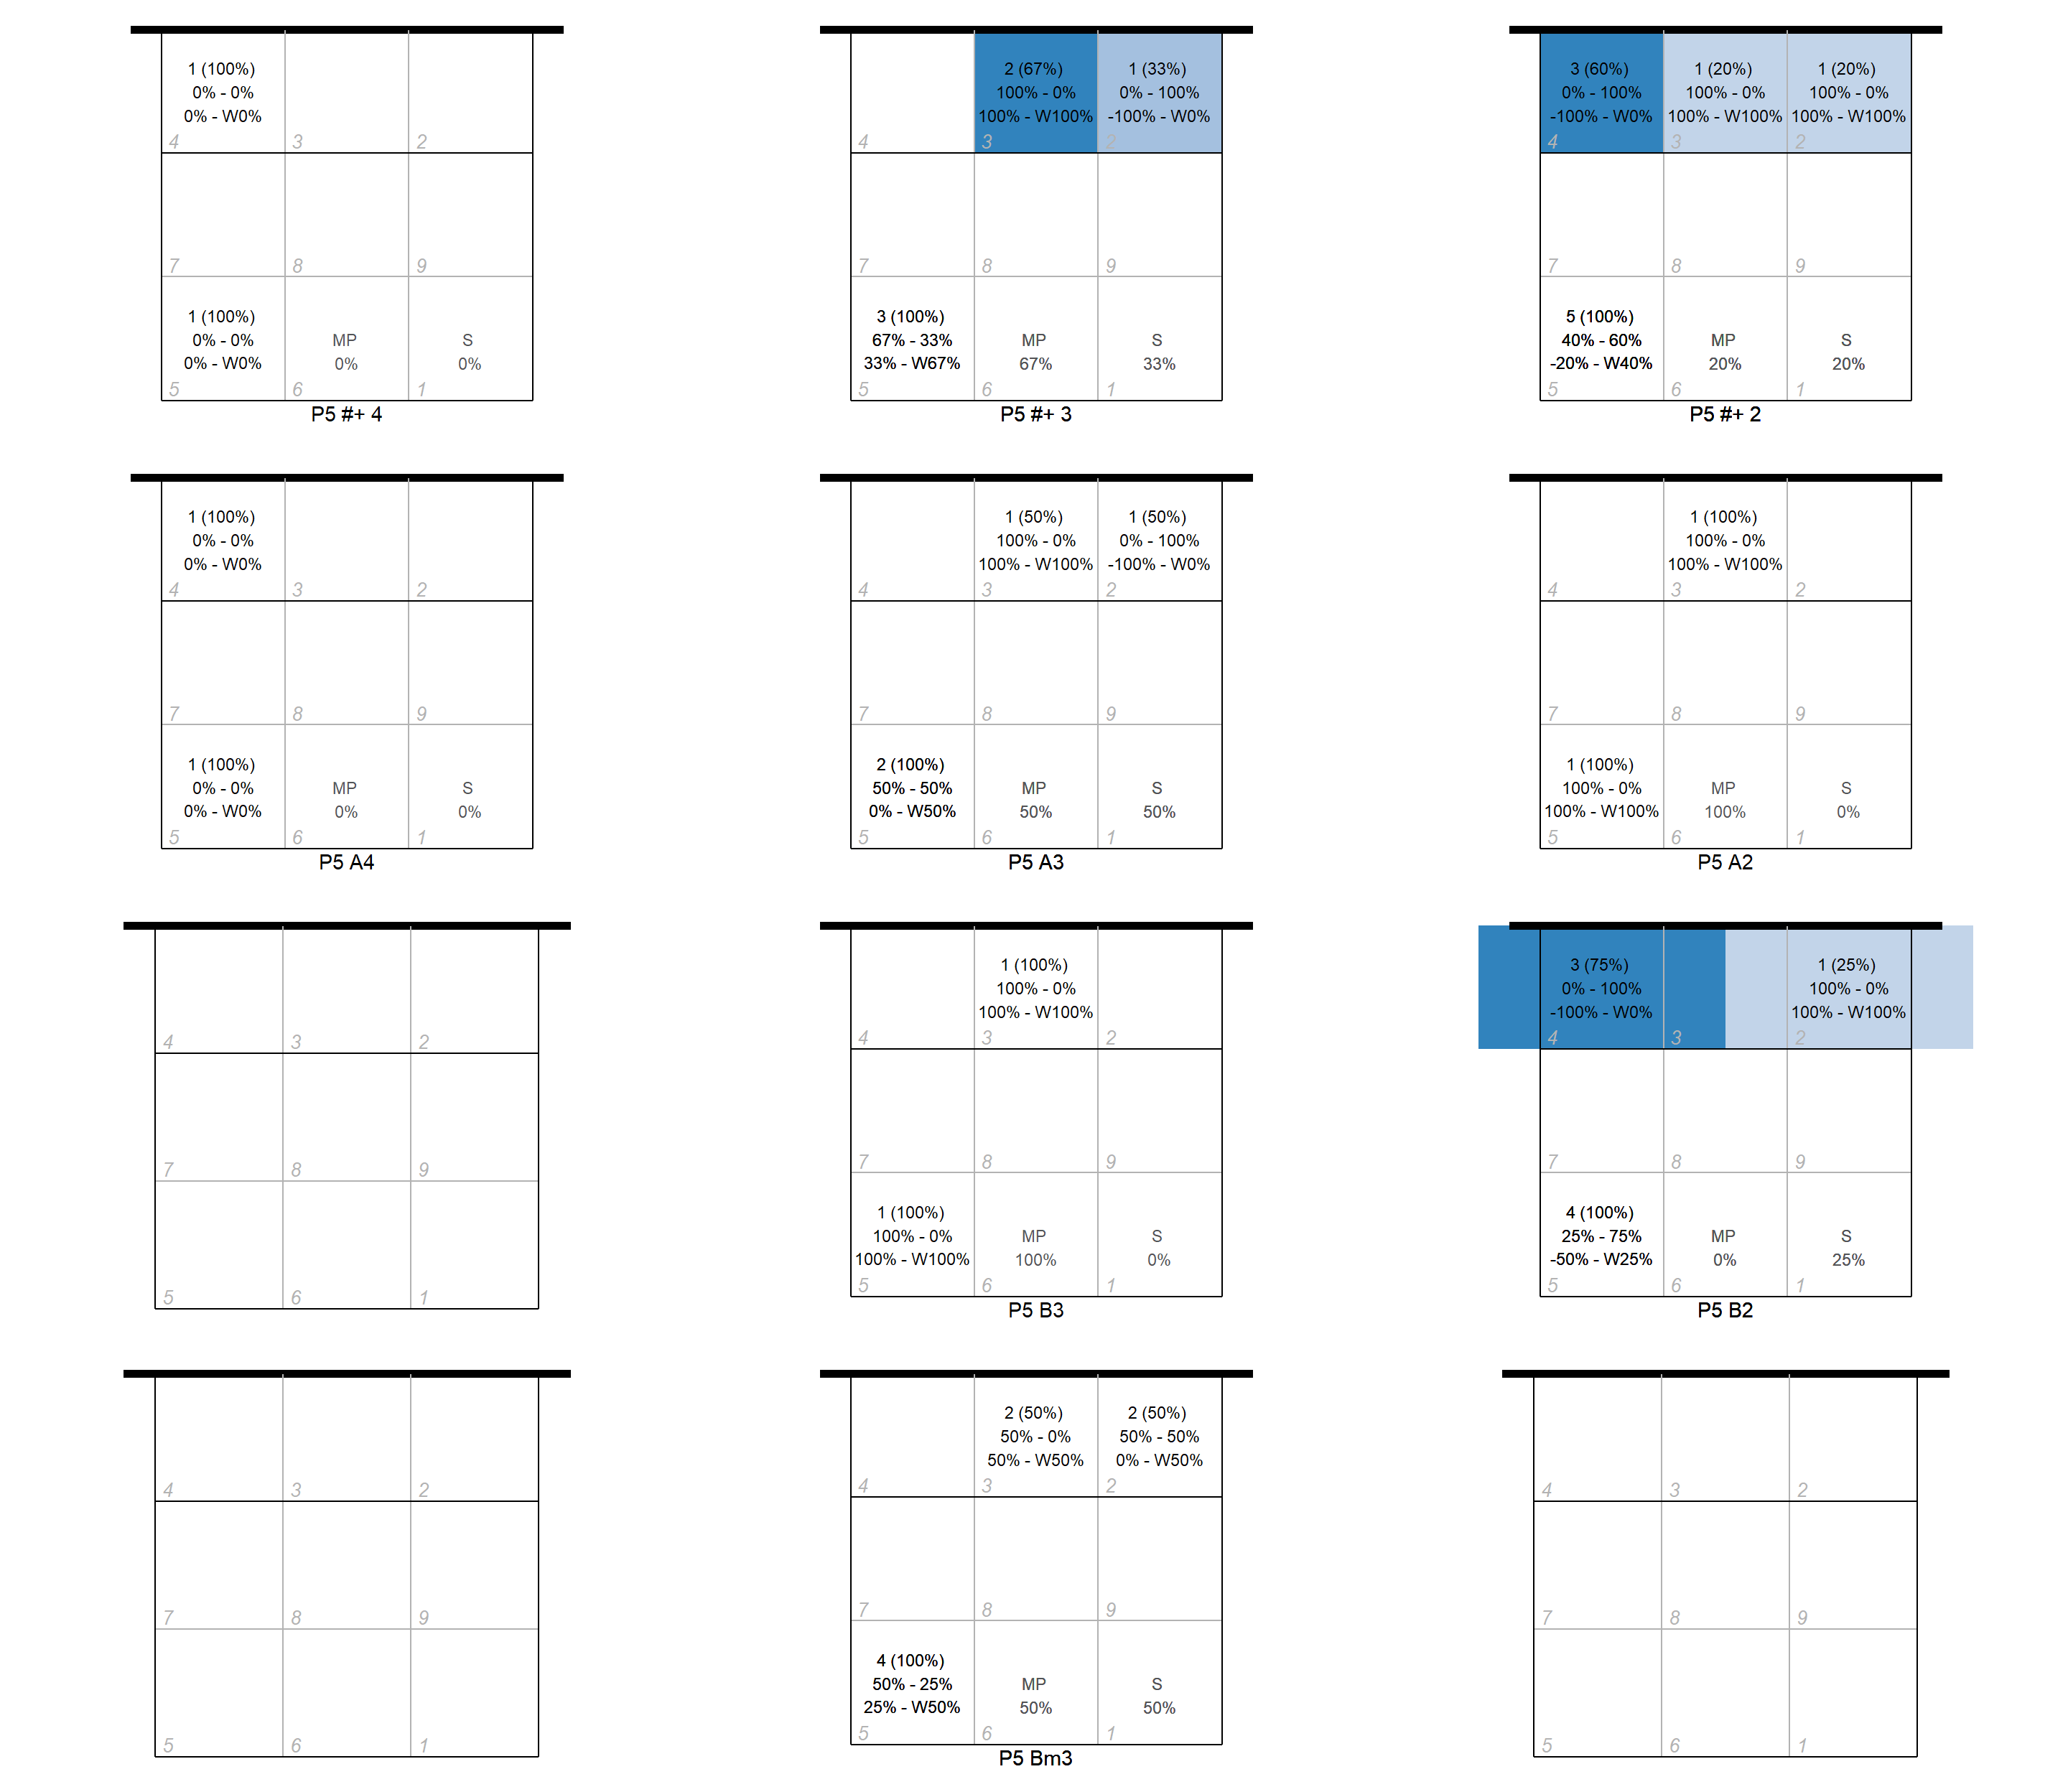 1 (100%)
0% - 0%
0% - W0%
4
3
2
7
8
9
1 (100%)
0% - 0%
0% - W0%
MP
0%
S
0%
5
6
1
P5 #+ 4
2 (67%)
100% - 0%
100% - W100%
1 (33%)
0% - 100%
-100% - W0%
4
3
2
7
8
9
3 (100%)
67% - 33%
33% - W67%
MP
67%
S
33%
5
6
1
P5 #+ 3
3 (60%)
0% - 100%
-100% - W0%
1 (20%)
100% - 0%
100% - W100%
1 (20%)
100% - 0%
100% - W100%
4
3
2
7
8
9
5 (100%)
40% - 60%
-20% - W40%
MP
20%
S
20%
5
6
1
P5 #+ 2
1 (100%)
0% - 0%
0% - W0%
4
3
2
7
8
9
1 (100%)
0% - 0%
0% - W0%
MP
0%
S
0%
5
6
1
P5 A4
1 (50%)
100% - 0%
100% - W100%
1 (50%)
0% - 100%
-100% - W0%
4
3
2
7
8
9
2 (100%)
50% - 50%
0% - W50%
MP
50%
S
50%
5
6
1
P5 A3
1 (100%)
100% - 0%
100% - W100%
4
3
2
7
8
9
1 (100%)
100% - 0%
100% - W100%
MP
100%
S
0%
5
6
1
P5 A2
4
3
2
7
8
9
5
6
1
1 (100%)
100% - 0%
100% - W100%
4
3
2
7
8
9
1 (100%)
100% - 0%
100% - W100%
MP
100%
S
0%
5
6
1
P5 B3
3 (75%)
0% - 100%
-100% - W0%
1 (25%)
100% - 0%
100% - W100%
4
3
2
7
8
9
4 (100%)
25% - 75%
-50% - W25%
MP
0%
S
25%
5
6
1
P5 B2
4
3
2
7
8
9
5
6
1
2 (50%)
50% - 0%
50% - W50%
2 (50%)
50% - 50%
0% - W50%
4
3
2
7
8
9
4 (100%)
50% - 25%
25% - W50%
MP
50%
S
50%
5
6
1
P5 Bm3
4
3
2
7
8
9
5
6
1